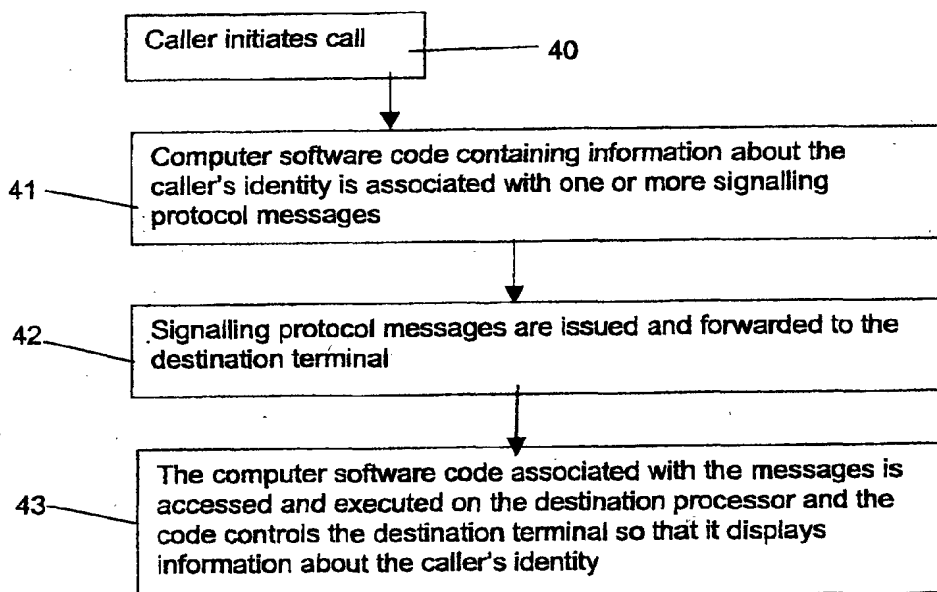 Caller initiates call
40
41
Computer software code containing information about the
caller's identity is associated with one or more signalling
protocol messages
42
Signalling protocol messages are issued and forwarded to the
destination terminal
43
The computer software code associated with the messages is
accessed and executed on the destination processor and the
code controls the destination terminal so that it displays
information about the caller's identity